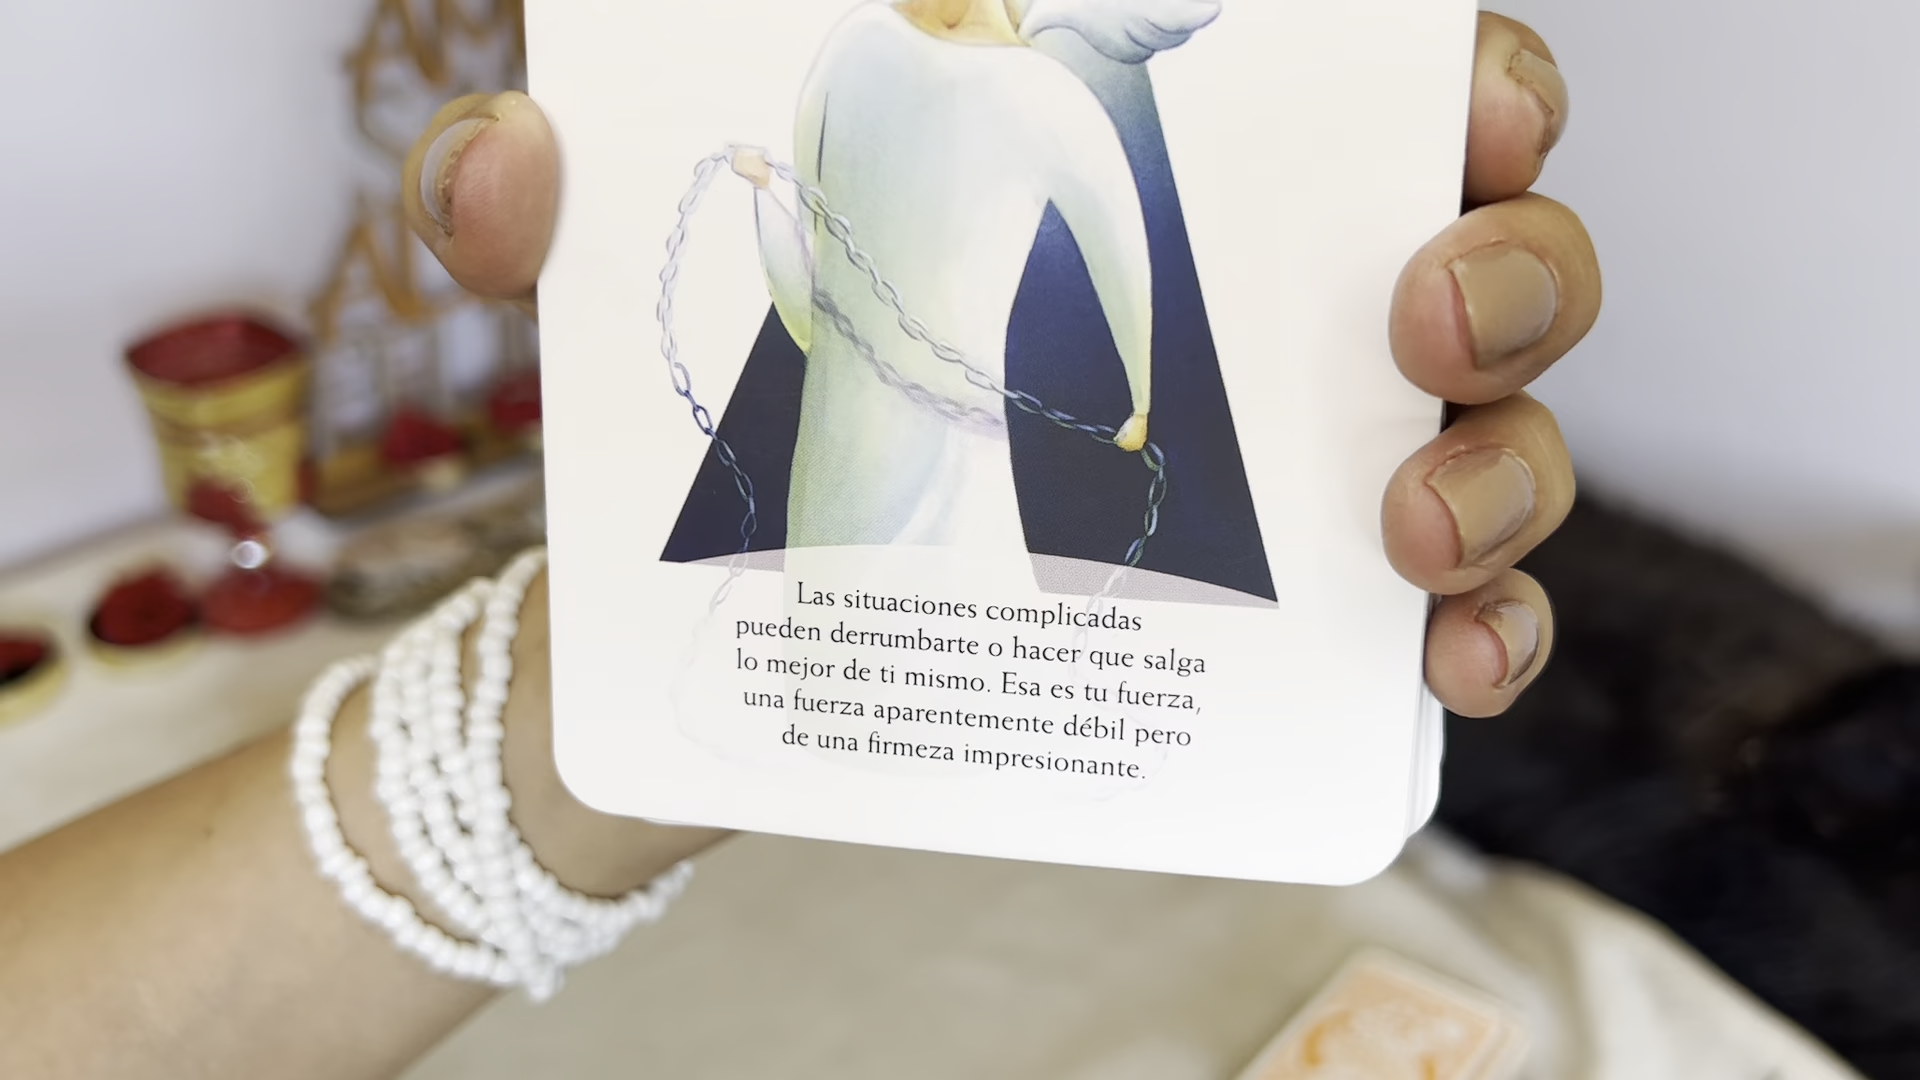 Las situaciones complicadas
pueden derrumbarte o hacer que salga
lo mejor de ti mismo. Esa es tu fuerza,
una fuerza aparentemente débil pero
de una firmeza impresionante.